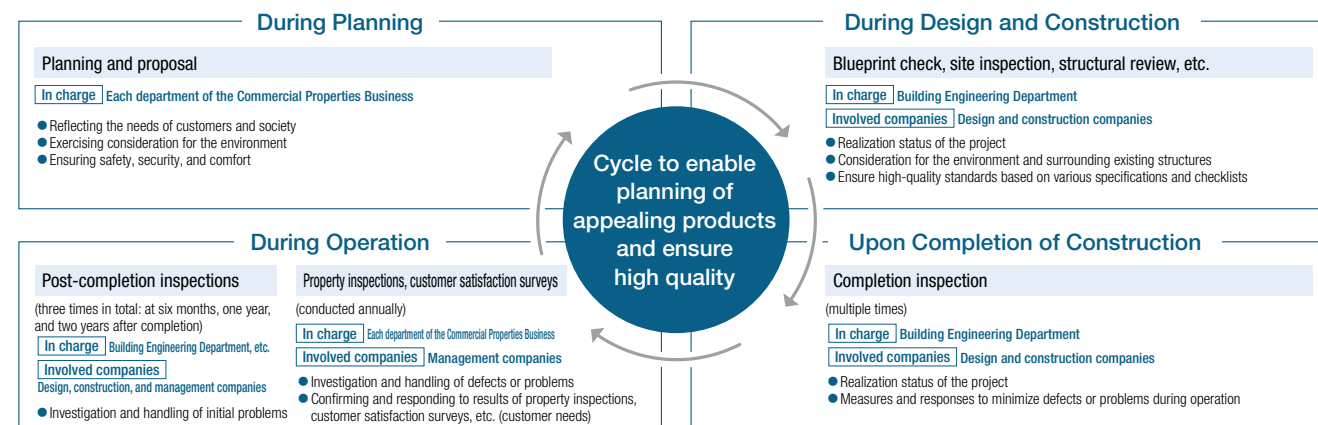 During Planning
Planning and proposal
In charge Each department of the Commercial Properties Business
● Reflecting the needs of customers and society
● Exercising consideration for the environment
● Ensuring safety, security, and comfort
During Design and Construction
Blueprint check, site inspection, structural review, etc.
In charge Building Engineering Department
Involved companies Design and construction companies
● Realization status of the project
● Consideration for the environment and surrounding existing structures
● Ensure high-quality standards based on various specifications and checklists
Cycle to enable
planning of
appealing products
and ensure
high quality
During Operation
Post-completion inspections
(three times in total: at six months, one year,
and two years after completion)
In charge Building Engineering Department, etc.
Involved companies
Design, construction, and management companies
● Investigation and handling of initial problems
Property inspections, customer satisfaction surveys
(conducted annually)
In charge Each department of the Commercial Properties Business
Involved companies Management companies
● Investigation and handling of defects or problems
● Confirming and responding to results of property inspections,
customer satisfaction surveys, etc. (customer needs)
Upon Completion of Construction
Completion inspection
(multiple times)
In charge Building Engineering Department
Involved companies Design and construction companies
● Realization status of the project
● Measures and responses to minimize defects or problems during operation